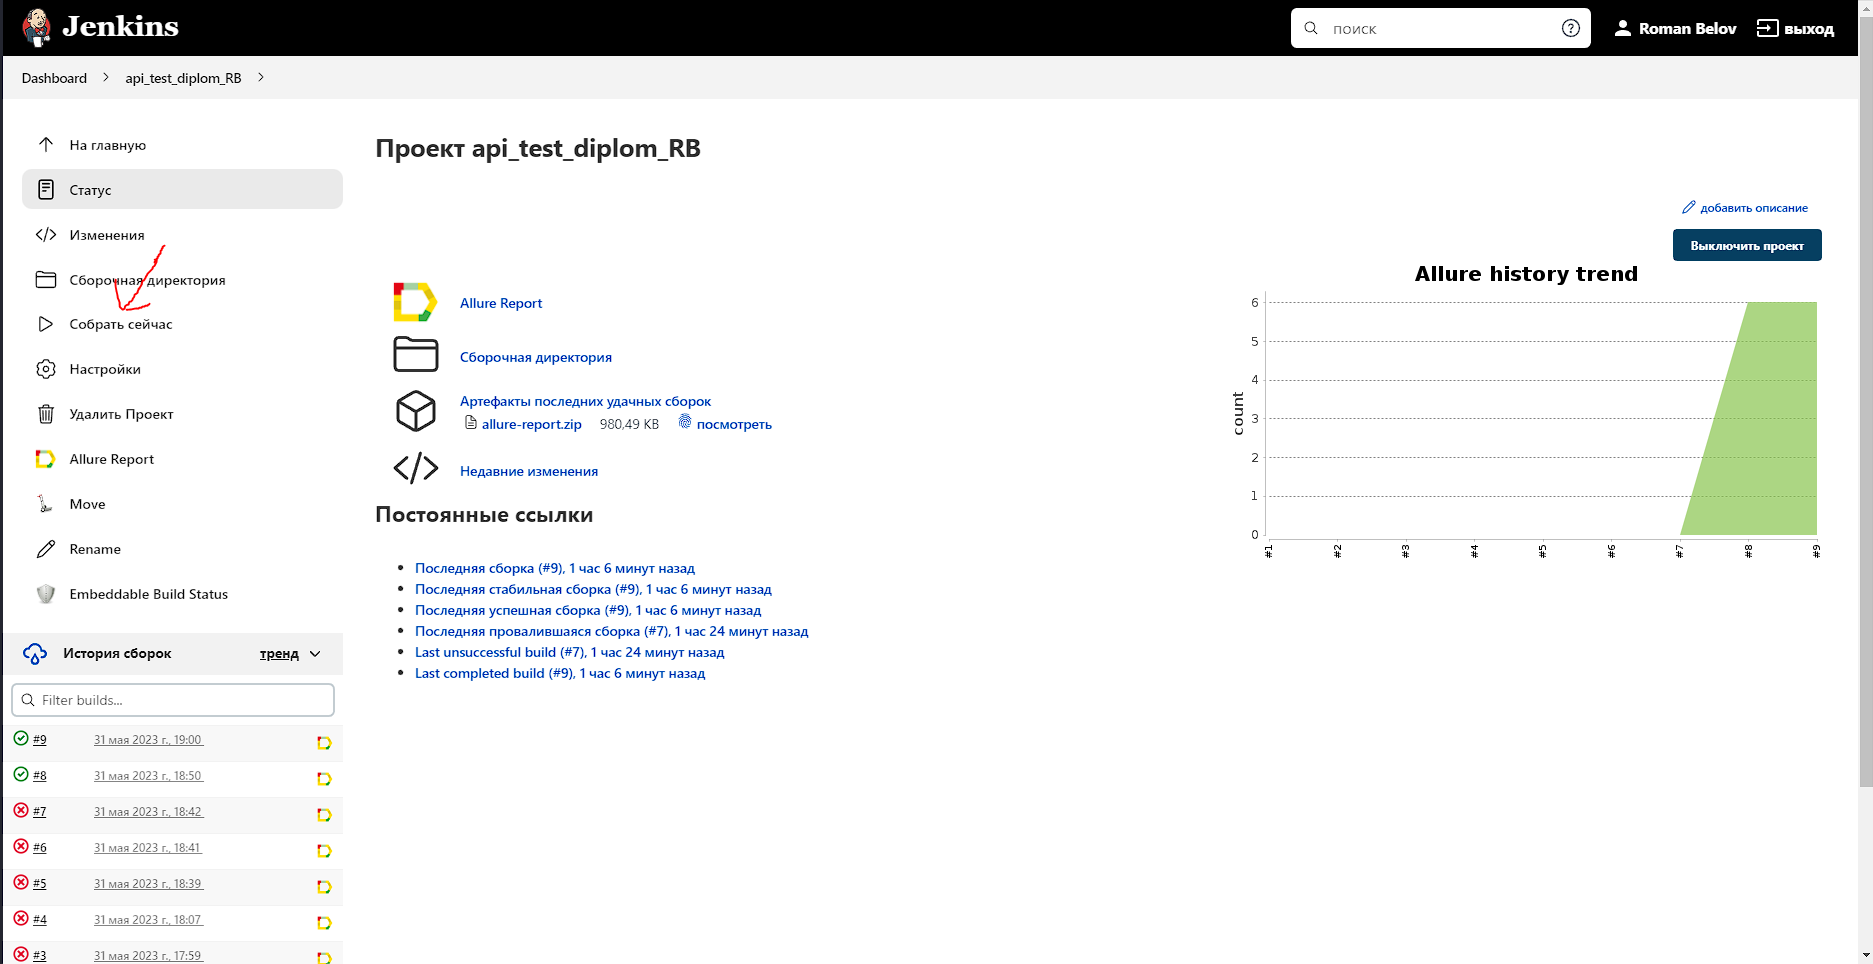 Jenkins
поиск
Roman Belov
выход
Dashboard
api_test_diplom_RB
На главную
Статус
Изменения
Сборочная директория
Собрать сейчас
Настройки
Удалить Проект
Allure Report
Move
Rename
Embeddable Build Status
История сборок
тренд
Filter builds...
#9 31 мая 2023 г., 19:00
#8 31 мая 2023 г., 18:50
#7 31 мая 2023 г., 18:42
#6 31 мая 2023 г., 18:41
#5 31 мая 2023 г., 18:39
#4 31 мая 2023 г., 18:07
#3 31 мая 2023 г., 17:59
Проект api_test_diplom_RB
добавить описание
Выключить проект
Allure Report
Сборочная директория
Артефакты последних удачных сборок
allure-report.zip 980,49 KB посмотреть
Недавние изменения
Постоянные ссылки
Последняя сборка (#9), 1 час 6 минут назад
Последняя стабильная сборка (#9), 1 час 6 минут назад
Последняя успешная сборка (#9), 1 час 6 минут назад
Последняя провалившаяся сборка (#7), 1 час 24 минут назад
Last unsuccessful build (#7), 1 час 24 минут назад
Last completed build (#9), 1 час 6 минут назад
Allure history trend
count
6
5
4
3
2
1
0
#1 #2 #3 #4 #5 #6 #7 #8 #9